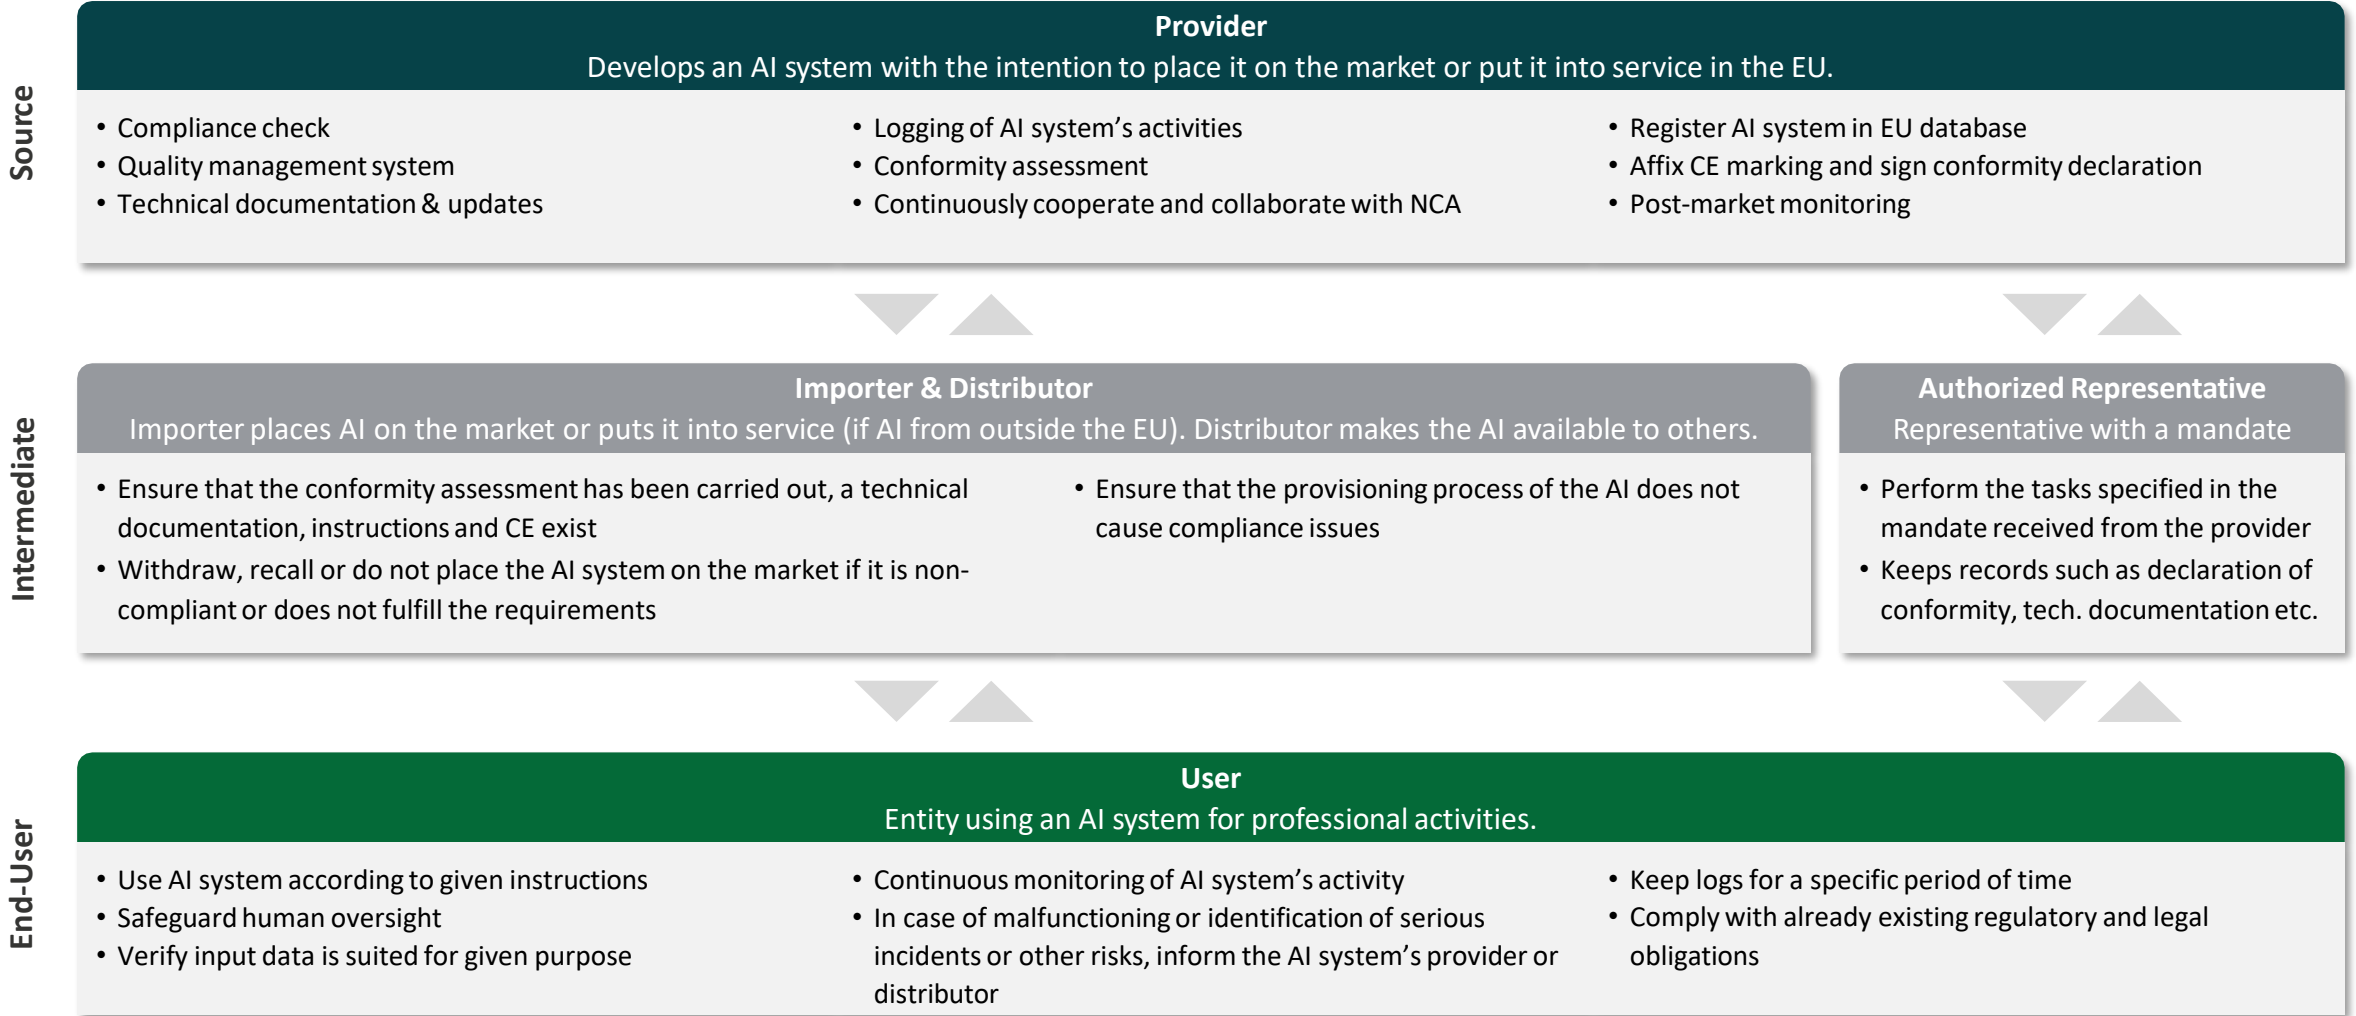 Source
Provider
Develops an AI system with the intention to place it on the market or put it into service in the EU.
• Compliance check
• Quality management system
• Technical documentation & updates
• Logging of AI system’s activities
• Conformity assessment
• Continuously cooperate and collaborate with NCA
• Register AI system in EU database
• Affix CE marking and sign conformity declaration
• Post-market monitoring
Intermediate
Importer & Distributor
Importer places AI on the market or puts it into service (if AI from outside the EU). Distributor makes the AI available to others.
• Ensure that the conformity assessment has been carried out, a technical
documentation, instructions and CE exist
• Withdraw, recall or do not place the AI system on the market if it is non-
compliant or does not fulfill the requirements
• Ensure that the provisioning process of the AI does not
cause compliance issues
Authorized Representative
Representative with a mandate
• Perform the tasks specified in the
mandate received from the provider
• Keeps records such as declaration of
conformity, tech. documentation etc.
End-User
User
Entity using an AI system for professional activities.
• Use AI system according to given instructions
• Safeguard human oversight
• Verify input data is suited for given purpose
• Continuous monitoring of AI system’s activity
• In case of malfunctioning or identification of serious
incidents or other risks, inform the AI system’s provider or
distributor
• Keep logs for a specific period of time
• Comply with already existing regulatory and legal
obligations